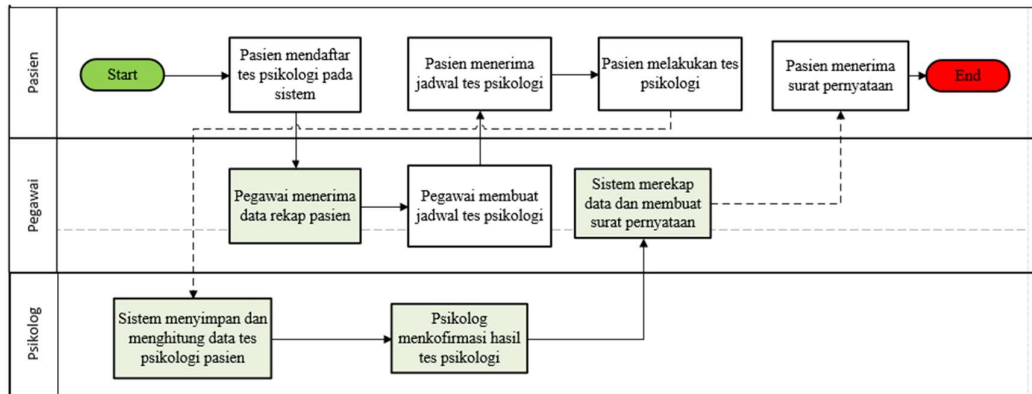 Pasien
Start
Pasien mendaftar
tes psikologi pada
sistem
Pasien menerima
jadwal tes psikologi
Pasien melakukan tes
psikologi
Pasien menerima
surat pernyataan
End
Pegawai
Pegawai menerima
data rekap pasien
Pegawai membuat
jadwal tes psikologi
Sistem merekap
data dan membuat
surat pernyataan
Psikolog
Sistem menyimpan dan
menghitung data tes
psikologi pasien
Psikolog
menkofirmasi hasil
tes psikologi